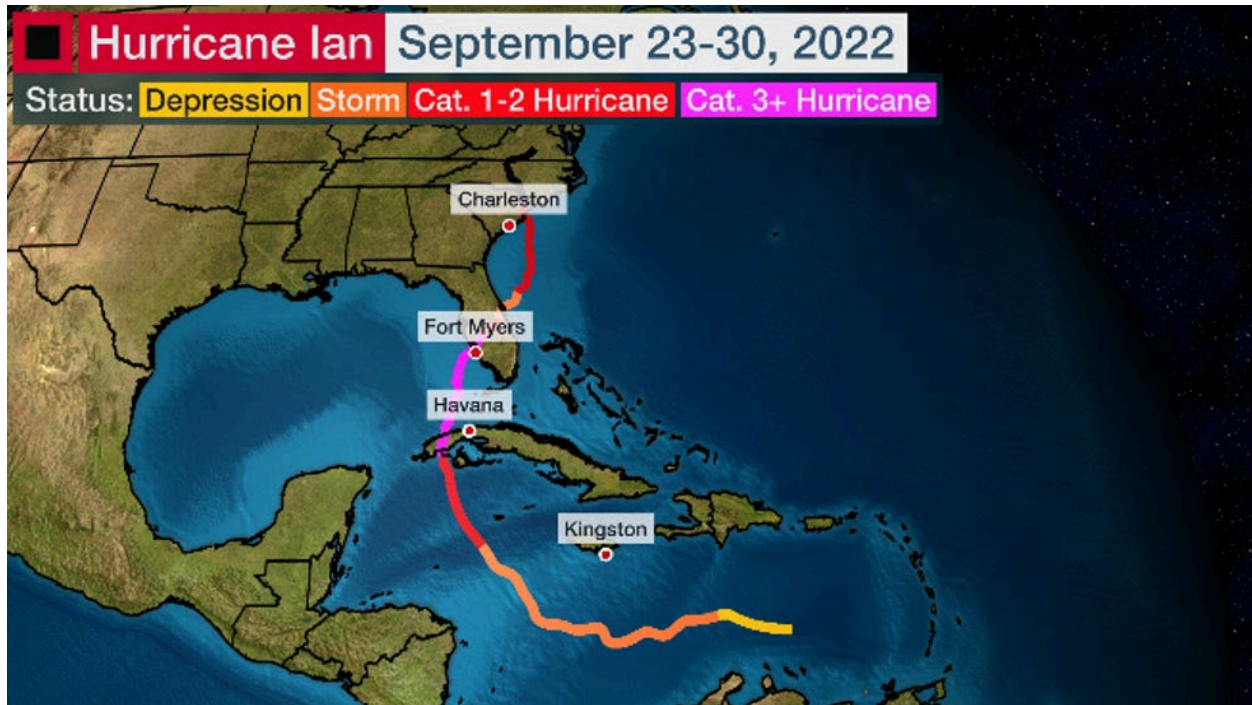 Hurricane Ian September 23-30, 2022
Status: Depression Storm Cat. 1-2 Hurricane Cat. 3+ Hurricane
Charleston
Fort Myers
Havana
Kingston